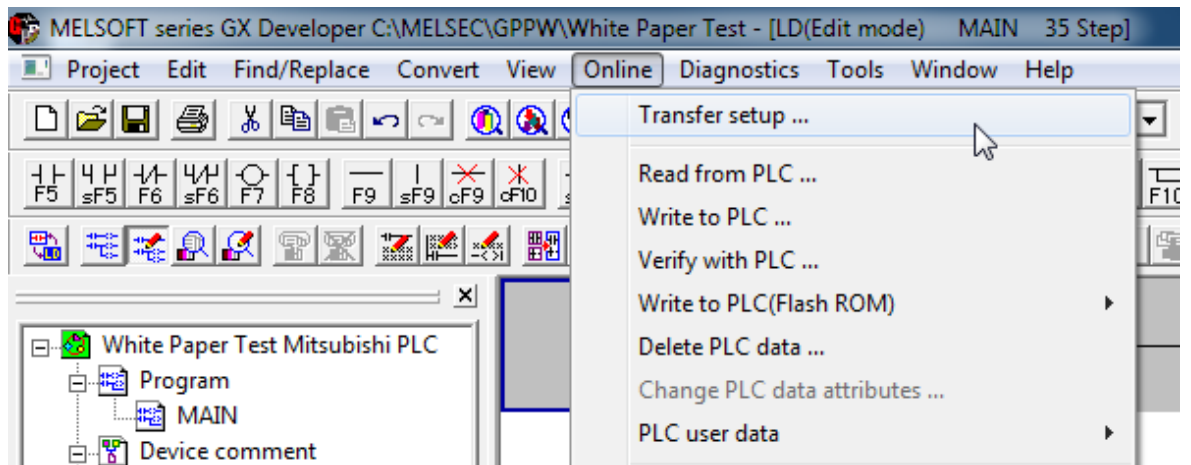 MELSOFT series GX Developer C:\MELSEC\GPPW\White Paper Test - [LD(Edit mode) MAIN 35 Step]
Project Edit Find/Replace Convert View Online Diagnostics Tools Window Help
Transfer setup ...
F5 sF5 F6 sF6 F7 F8 F9 sF9 cF9 cF10 F10
Read from PLC ...
Write to PLC ...
Verify with PLC ...
Write to PLC(Flash ROM)
Delete PLC data ...
Change PLC data attributes ...
PLC user data
White Paper Test Mitsubishi PLC
Program
MAIN
Device comment